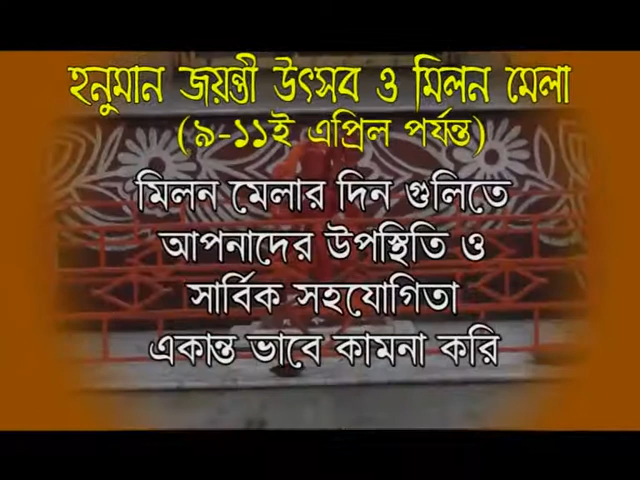 হনুমান জয়ন্তী উৎসব ও মিলন মেলা
(৯-১১ই এপ্রিল পর্যন্ত)
মিলন মেলার দিন গুলিতে
আপনাদের উপস্থিতি ও
সার্বিক সহযোগিতা
একান্ত ভাবে কামনা করি